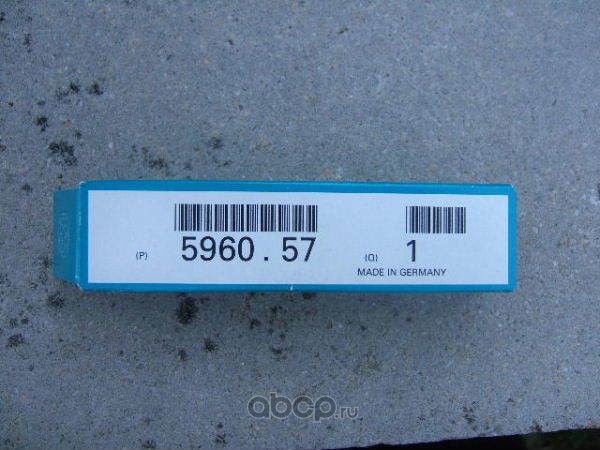 (P) 5960.57 (Q) 1
MADE IN GERMANY
abcp.ru